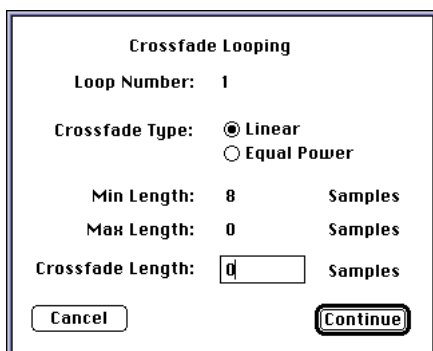 Crossfade Looping
Loop Number: 1
Crossfade Type: Linear
Equal Power
Min Length: 8 Samples
Max Length: 0 Samples
Crossfade Length: 0 Samples
Cancel Continue